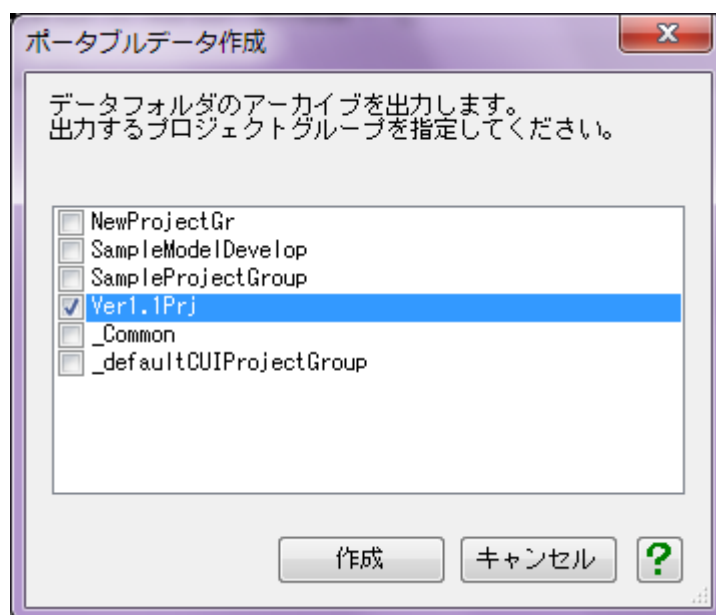 ポータブルデータ作成
データフォルダのアーカイブを出力します。
出力するプロジェクトグループを指定してください。
NewProjectGr
SampleModelDevelop
SampleProjectGroup
Ver1.1Prj
_Common
_defaultCUIProjectGroup
作成 キャンセル ?